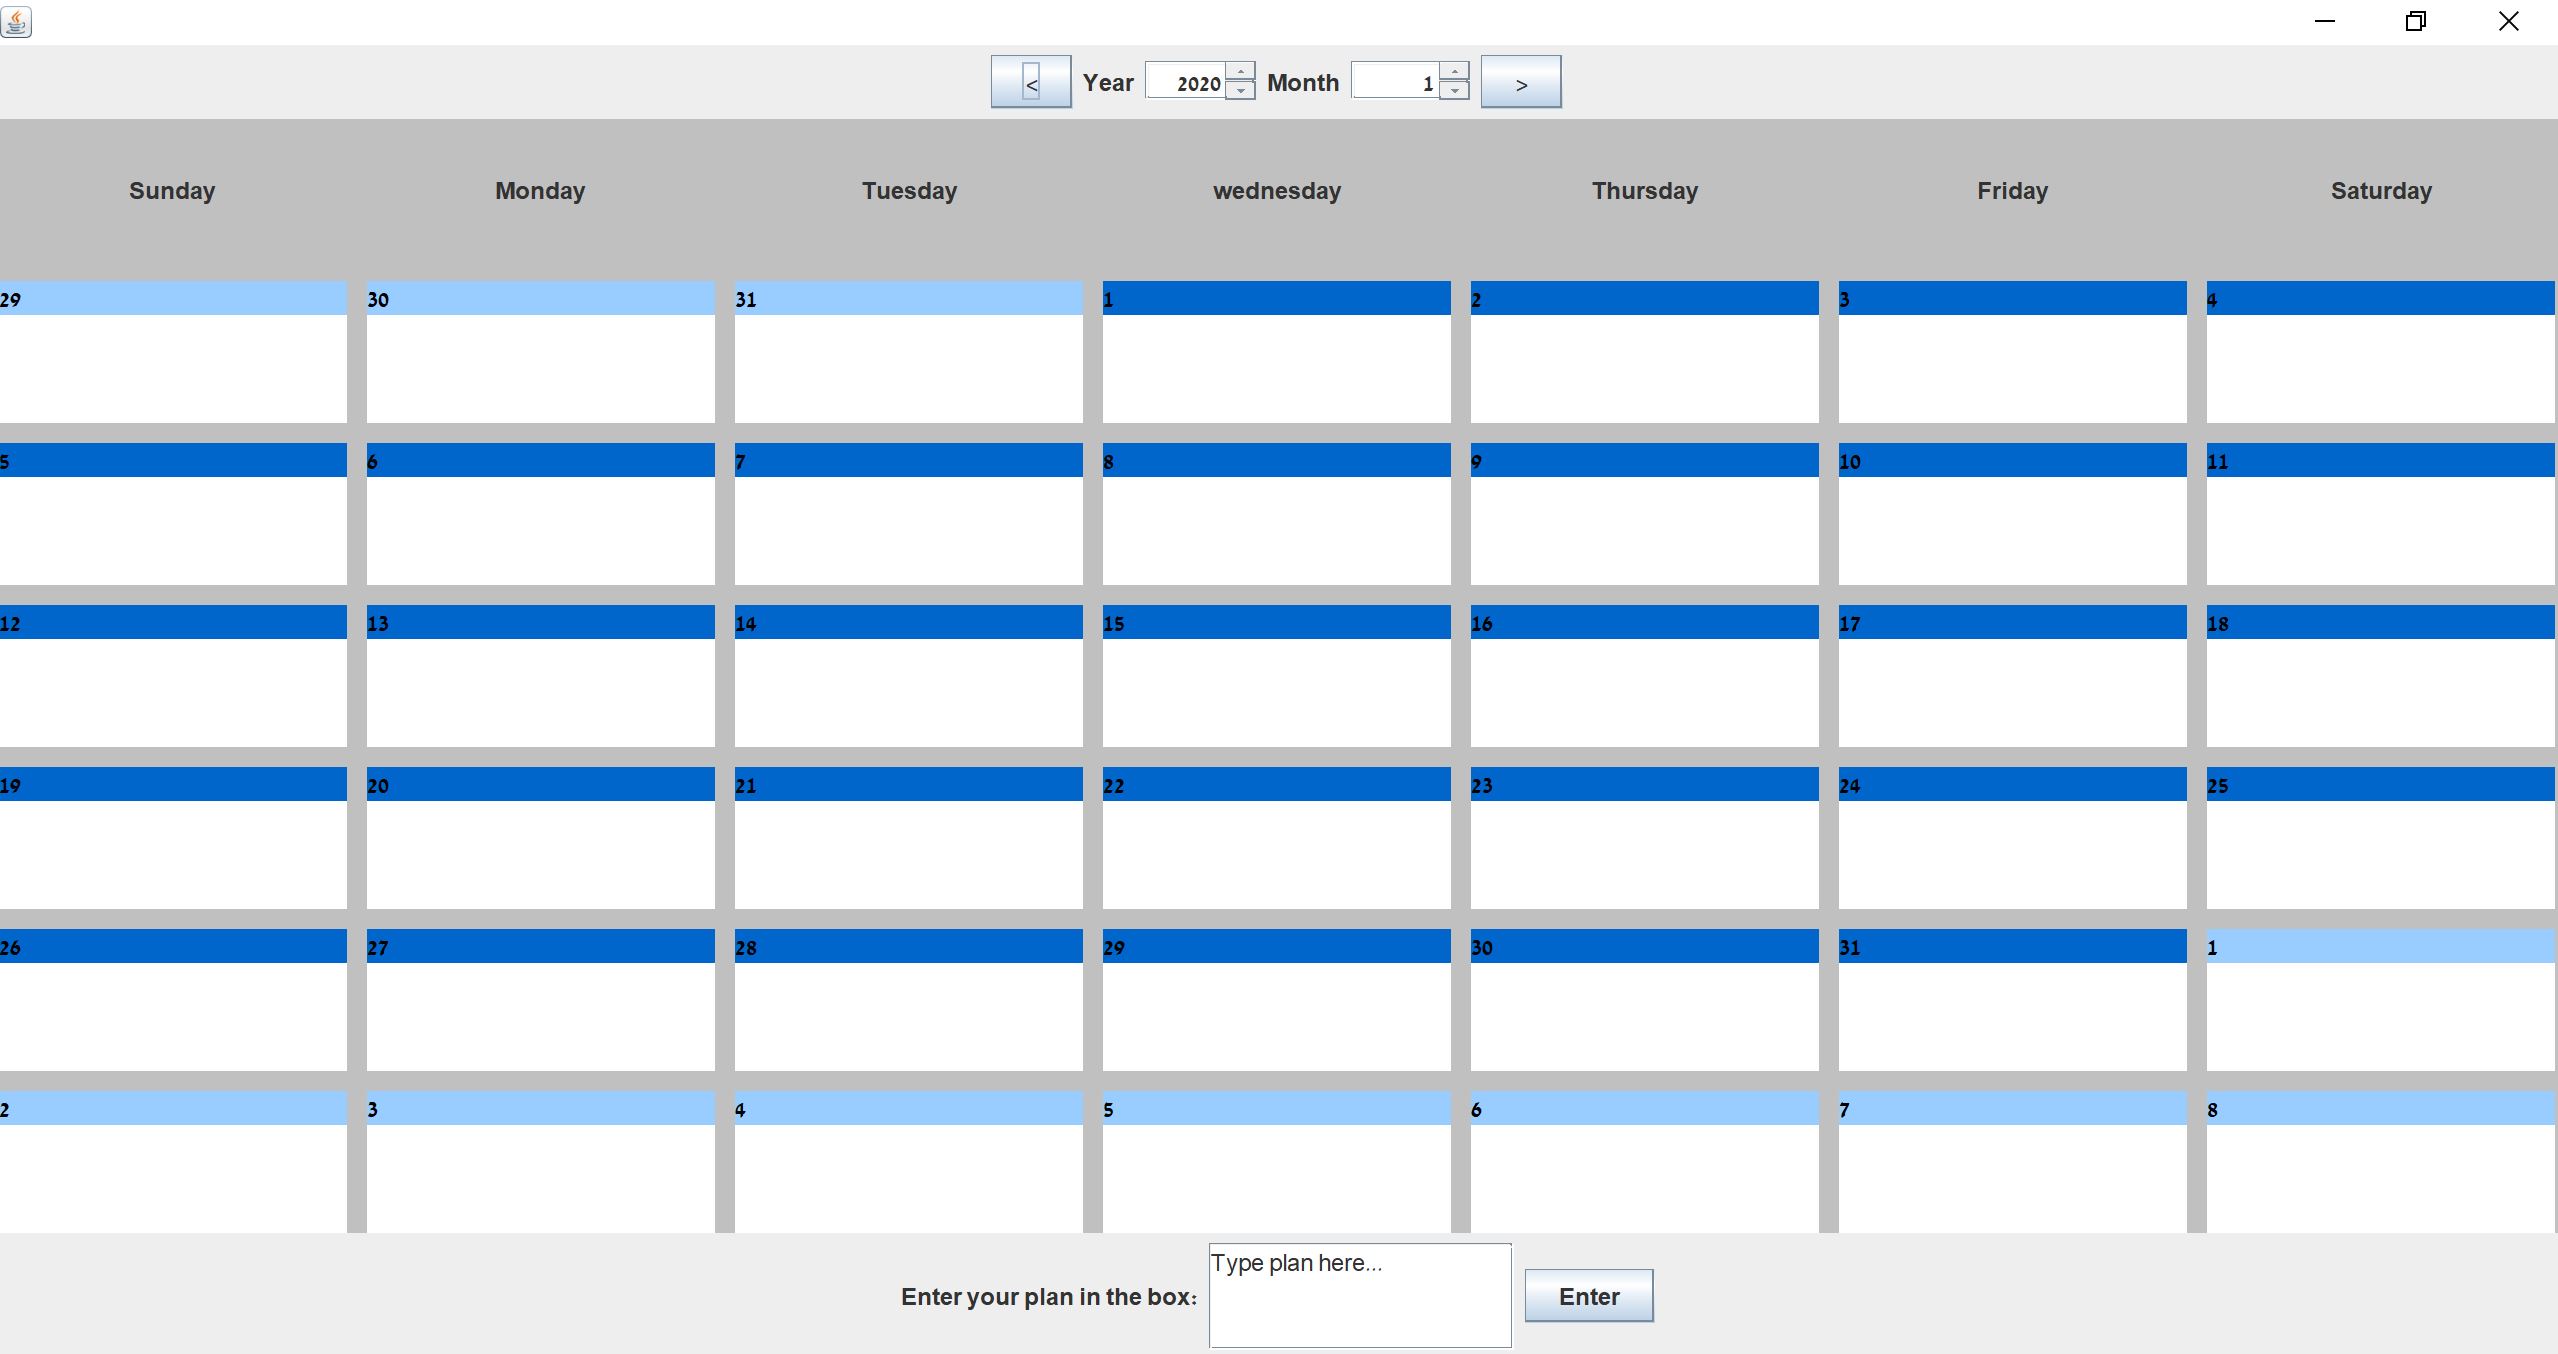 < Year 2020 Month 1 >
Sunday Monday Tuesday wednesday Thursday Friday Saturday
29 30 31 1 2 3 4
5 6 7 8 9 10 11
12 13 14 15 16 17 18
19 20 21 22 23 24 25
26 27 28 29 30 31 1
2 3 4 5 6 7 8
Type plan here...
Enter your plan in the box: Enter